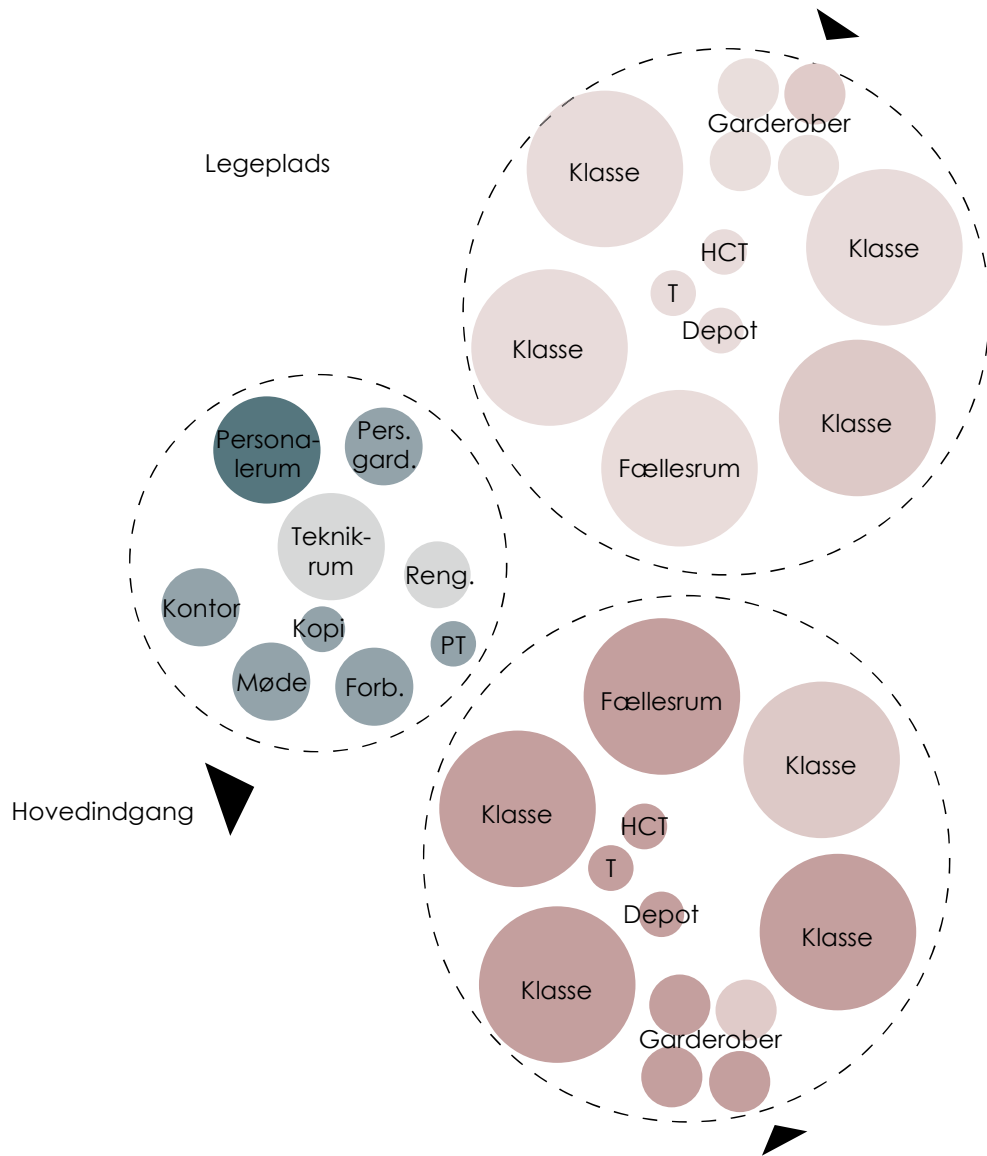 Garderober
Legeplads
Klasse
Klasse
HCT
T
Depot
Klasse
Klasse
Fællesrum
Persona-
lerum
Pers.
gard.
Teknik-
rum
Reng.
Kontor
Kopi
PT
Møde
Forb.
Hovedindgang
Fællesrum
Klasse
Klasse
HCT
T
Depot
Klasse
Klasse
Garderober